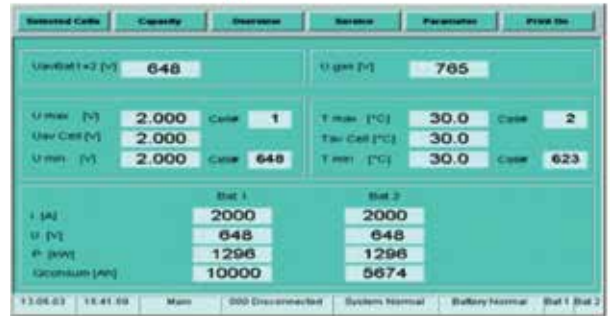 Selected Cells Capacity Overview Service Parameter Print On
UavBat1+2 [V] 648 U gen [V] 765
U max [V] 2.000 Cell# 1 T max [°C] 30.0 Cell# 2
Uav Cell [V] 2.000 Tav Cell [°C] 30.0
U min [V] 2.000 Cell# 648 T min [°C] 30.0 Cell# 623
Bat 1 Bat 2
I [A] 2000 2000
U [V] 648 648
P [kW] 1296 1296
Qconsum [Ah] 10000 5674
13.06.03 Main 000 Disconnected System Normal Battery Normal Bat 1 Bat 2